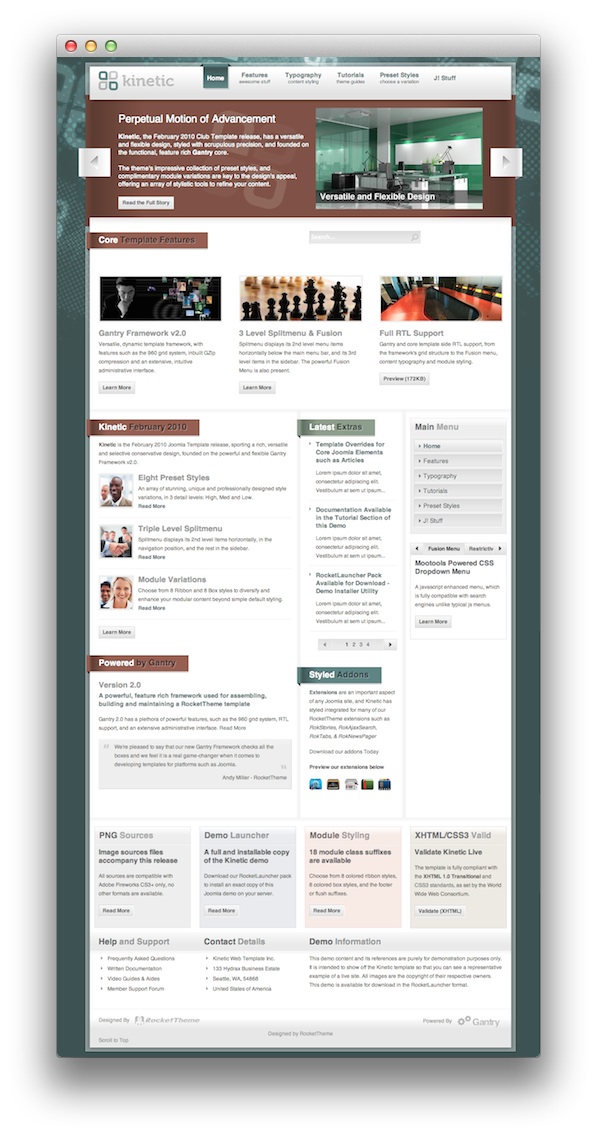 kinetic
Home
Features
awesome stuff
Typography
content styling
Tutorials
theme guides
Preset Styles
choose a variation
J! Stuff
Perpetual Motion of Advancement
Kinetic, the February 2010 Club Template release, has a versatile
and flexible design, styled with scrupulous precision, and founded on
the functional, feature rich Gantry core.
The theme's impressive collection of preset styles, and
complimentary module variations are key to the design's appeal,
offering an array of stylistic tools to refine your content.
Read the Full Story
Versatile and Flexible Design
Core Template Features
Search...
Gantry Framework v2.0
Versatile, dynamic template framework, with
features such as the 960 grid system, inbuilt GZip
compression and an extensive, intuitive
administrative interface.
Learn More
3 Level Splitmenu & Fusion
Splitmenu displays its 2nd level menu items
horizontally below the main menu bar, and its 3rd
level items in the sidebar. The powerful Fusion
Menu is also present.
Learn More
Full RTL Support
Gantry and core template side RTL support, from
the framework's grid structure to the Fusion menu,
content typography and module styling.
Preview (172KB)
Kinetic February 2010
Kinetic is the February 2010 Joomla Template release, sporting a rich, versatile
and selective conservative design, founded on the powerful and flexible Gantry
Framework v2.0.
Eight Preset Styles
An array of stunning, unique and professionally designed style
variations, in 3 detail levels: High, Med and Low.
Read More
Triple Level Splitmenu
Splitmenu displays its 2nd level items horizontally, in the
navigation position, and the rest in the sidebar.
Read More
Module Variations
Choose from 8 Ribbon and 8 Box styles to diversify and
enhance your modular content beyond simple default styling.
Read More
Learn More
Powered by Gantry
Version 2.0
A powerful, feature rich framework used for assembling,
building and maintaining a RocketTheme template
Gantry 2.0 has a plethora of powerful features, such as the 960 grid system, RTL
support, and an extensive administrative interface. Read More
We're pleased to say that our new Gantry Framework checks all the
boxes and we feel it is a real game-changer when it comes to
developing templates for platforms such as Joomla.
Andy Miller - RocketTheme
Latest Extras
Template Overrides for
Core Joomla Elements
such as Articles
Lorem ipsum dolor sit amet,
consectetur adipiscing elit.
Vestibulum at sem ut ipsum...
Documentation Available
in the Tutorial Section of
this Demo
Lorem ipsum dolor sit amet,
consectetur adipiscing elit.
Vestibulum at sem ut ipsum...
RocketLauncher Pack
Available for Download -
Demo Installer Utility
Lorem ipsum dolor sit amet,
consectetur adipiscing elit.
Vestibulum at sem ut ipsum...
1 2 3 4
Styled Addons
Extensions are an important aspect
of any Joomla site, and Kinetic has
styled integrated for many of our
RocketTheme extensions such as
RokStories, RokAjaxSearch,
RokTabs, & RokNewsPager
Download our addons Today
Preview our extensions below
Main Menu
Home
Features
Typography
Tutorials
Preset Styles
J! Stuff
Fusion Menu
Mootools Powered CSS
Dropdown Menu
A javascript enhanced menu, which
is fully compatible with search
engines unlike typical js menus.
Learn More
PNG Sources
Image sources files
accompany this release
All sources are compatible with
Adobe Fireworks CS3+ only, no
other formats are available.
Read More
Demo Launcher
A full and installable copy
of the Kinetic demo
Download our RocketLauncher pack
to install an exact copy of this
Joomla demo on your server.
Read More
Module Styling
18 module class suffixes
are available
Choose from 8 colored ribbon styles,
8 colored box styles, and the footer
or flush suffixes.
Read More
XHTML/CSS3 Valid
Validate Kinetic Live
The template is fully compliant with
the XHTML 1.0 Transitional and
CSS3 standards, as set by the World
Wide Web Consortium.
Validate (XHTML)
Help and Support
Frequently Asked Questions
Written Documentation
Video Guides & Aides
Member Support Forum
Contact Details
Kinetic Web Template Inc.
133 Hydrax Business Estate
Seattle, WA, 54868
United States of America
Demo Information
This demo content and its references are purely for demonstration purposes only.
It is intended to show off the Kinetic template so that you can see a representative
example of a live site. All images are the copyright of their respective owners.
This demo is available for download in the RocketLauncher format.
Designed By RocketTheme
Powered By Gantry
Designed by RocketTheme
Scroll to Top